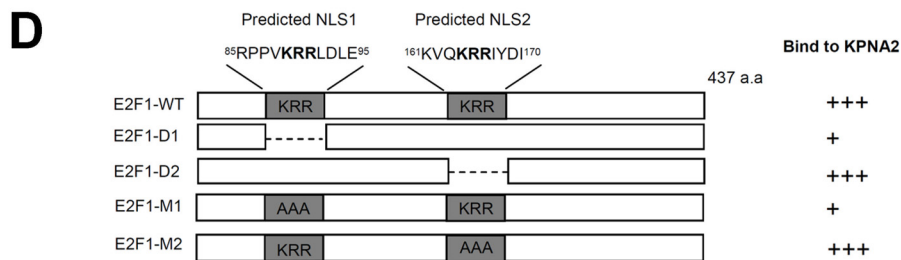 D
Predicted NLS1 Predicted NLS2
Bind to KPNA2
85RPPVKRRLDLE95 161KVQKRRIYDI170
437 a.a
E2F1-WT KRR KRR +++
E2F1-D1 +
E2F1-D2 +++
E2F1-M1 AAA KRR +
E2F1-M2 KRR AAA +++